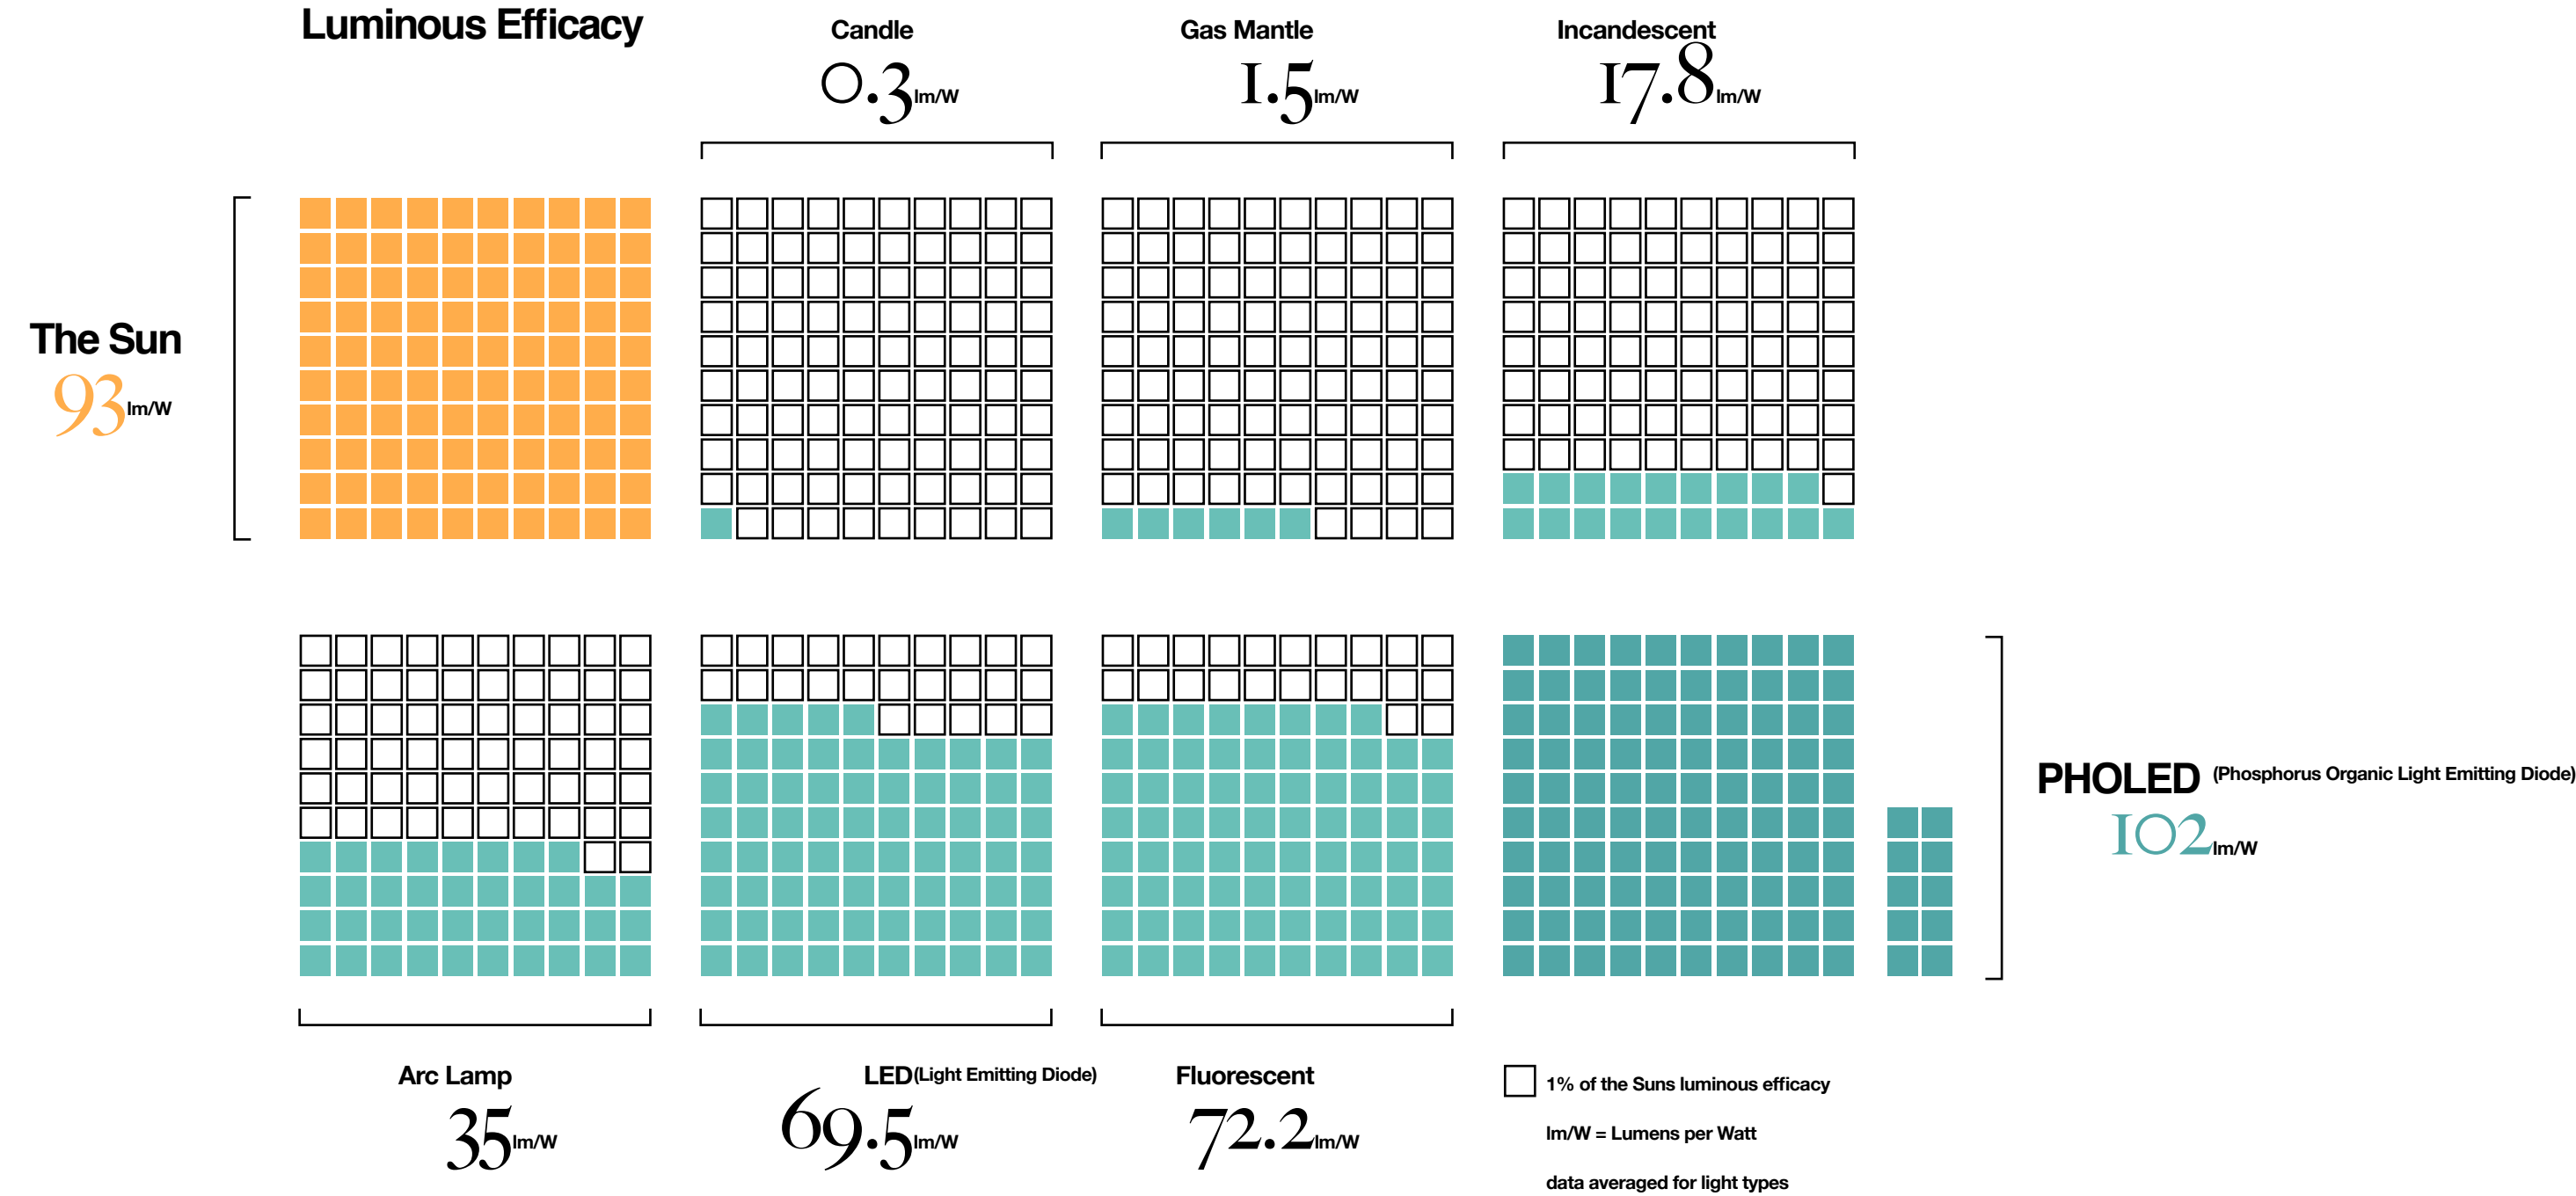 Luminous Efficacy
Candle
0.3lm/W
Gas Mantle
1.5lm/W
Incandescent
17.8lm/W
The Sun
93lm/W
PHOLED (Phosphorus Organic Light Emitting Diode)
102lm/W
Arc Lamp
35lm/W
LED(Light Emitting Diode)
69.5lm/W
Fluorescent
72.2lm/W
1% of the Suns luminous efficacy
lm/W = Lumens per Watt
data averaged for light types